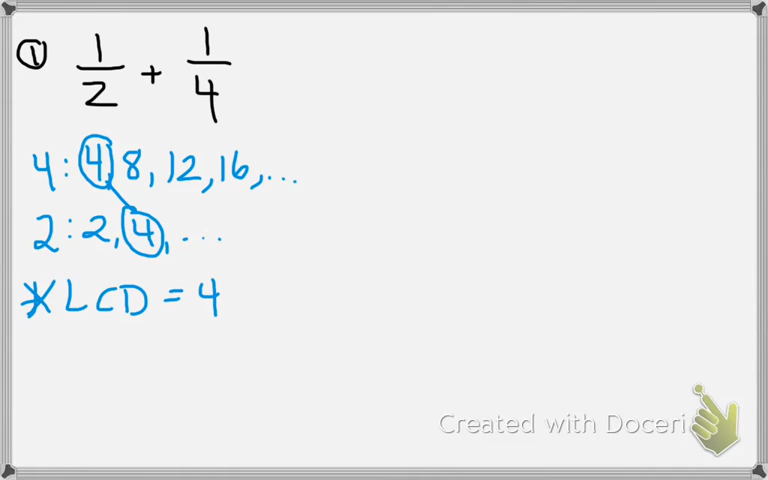 ① 1/2 + 1/4
4: 4, 8, 12, 16, ...
2: 2, 4, ...
*LCD = 4
Created with Doceri